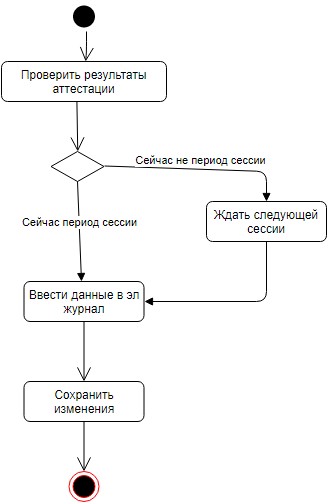 Проверить результаты
аттестации
Сейчас не период сессии
Ждать следующей
сессии
Сейчас период сессии
Ввести данные в эл
журнал
Сохранить
изменения